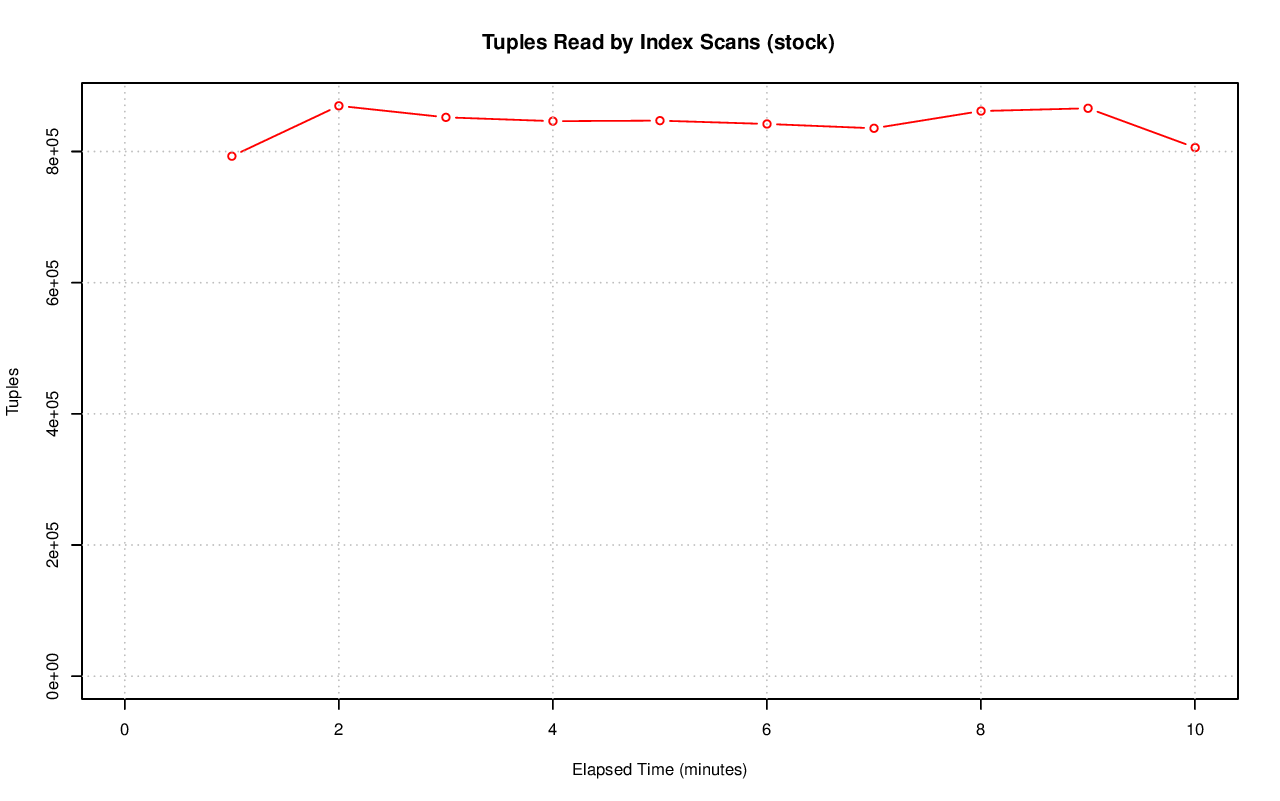 Tuples Read by Index Scans (stock)
8e+05
6e+05
4e+05
2e+05
0e+00
Tuples
0 2 4 6 8 10
Elapsed Time (minutes)